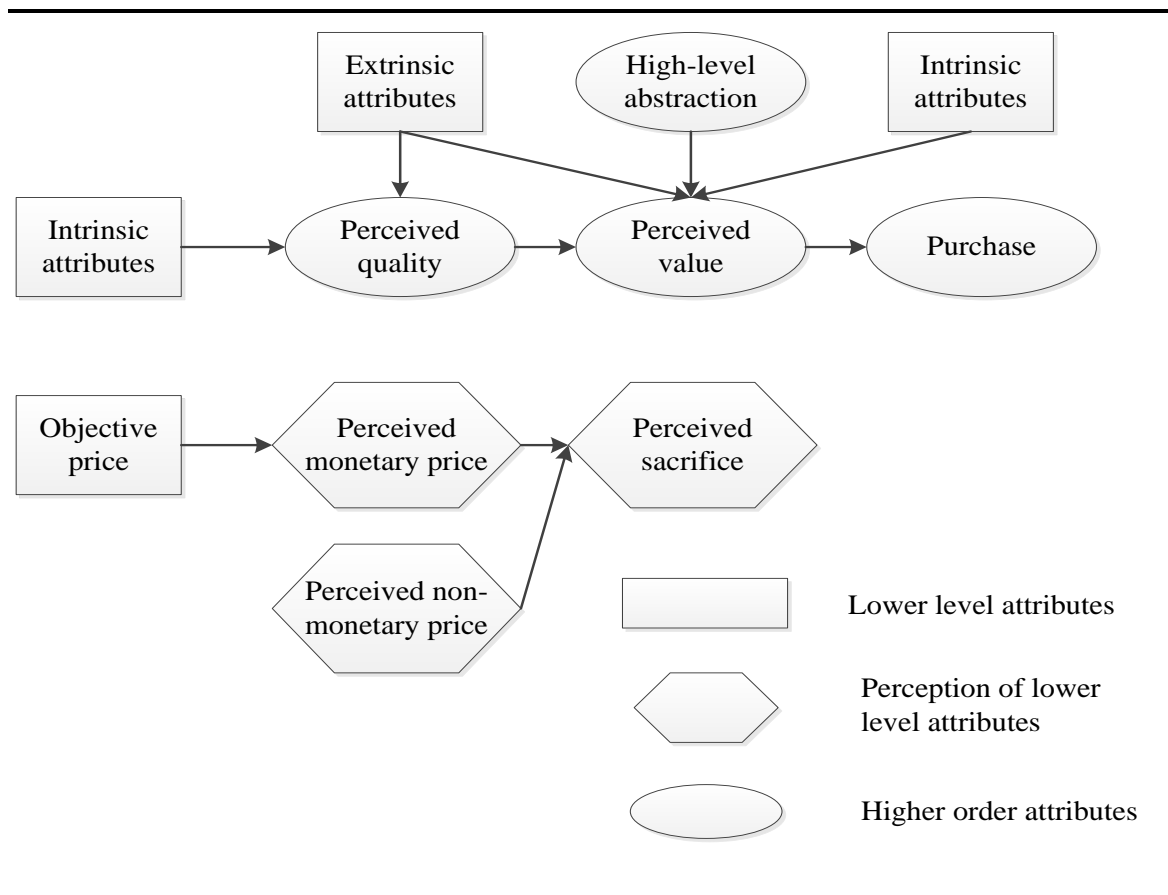 Extrinsic
attributes
High-level
abstraction
Intrinsic
attributes
Intrinsic
attributes
Perceived
quality
Perceived
value
Purchase
Objective
price
Perceived
monetary price
Perceived
sacrifice
Perceived non-
monetary price
Lower level attributes
Perception of lower
level attributes
Higher order attributes